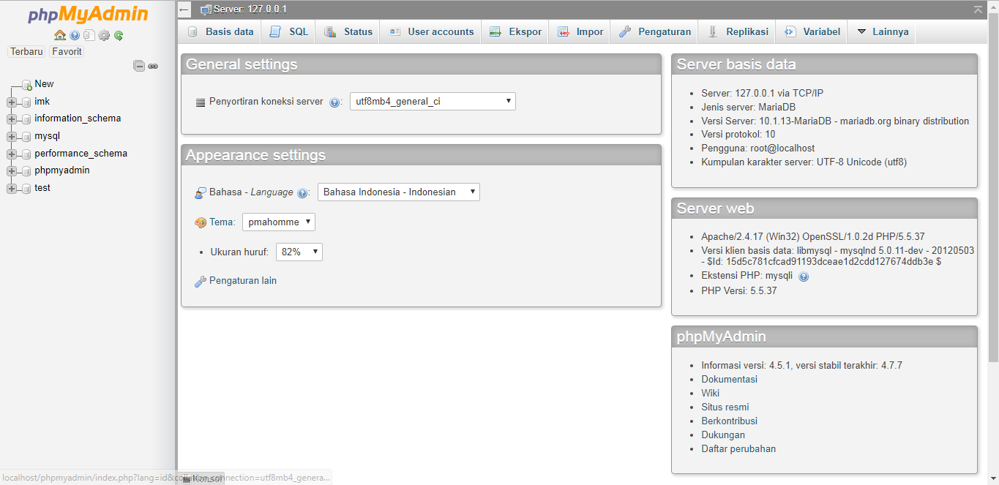 phpMyAdmin
Terbaru Favorit
New
imk
information_schema
mysql
performance_schema
phpmyadmin
test
Server: 127.0.0.1
Basis data SQL Status User accounts Ekspor Impor Pengaturan Replikasi Variabel Lainnya
General settings
Penyortiran koneksi server : utf8mb4_general_ci
Appearance settings
Bahasa - Language : Bahasa Indonesia - Indonesian
Tema: pmahomme
Ukuran huruf: 82%
Pengaturan lain
Server basis data
Server: 127.0.0.1 via TCP/IP
Jenis server: MariaDB
Versi Server: 10.1.13-MariaDB - mariadb.org binary distribution
Versi protokol: 10
Pengguna: root@localhost
Kumpulan karakter server: UTF-8 Unicode (utf8)
Server web
Apache/2.4.17 (Win32) OpenSSL/1.0.2d PHP/5.5.37
Versi klien basis data: libmysql - mysqlnd 5.0.11-dev - 20120503
- $Id: 15d5c781cfcad91193dceae1d2cdd127674ddb3e $
Ekstensi PHP: mysqli
PHP Versi: 5.5.37
phpMyAdmin
Informasi versi: 4.5.1, versi stabil terakhir: 4.7.7
Dokumentasi
Wiki
Situs resmi
Berkontribusi
Dukungan
Daftar perubahan
localhost/phpmyadmin/index.php?lang=id&collation_connection=utf8mb4_genera...
Konsol